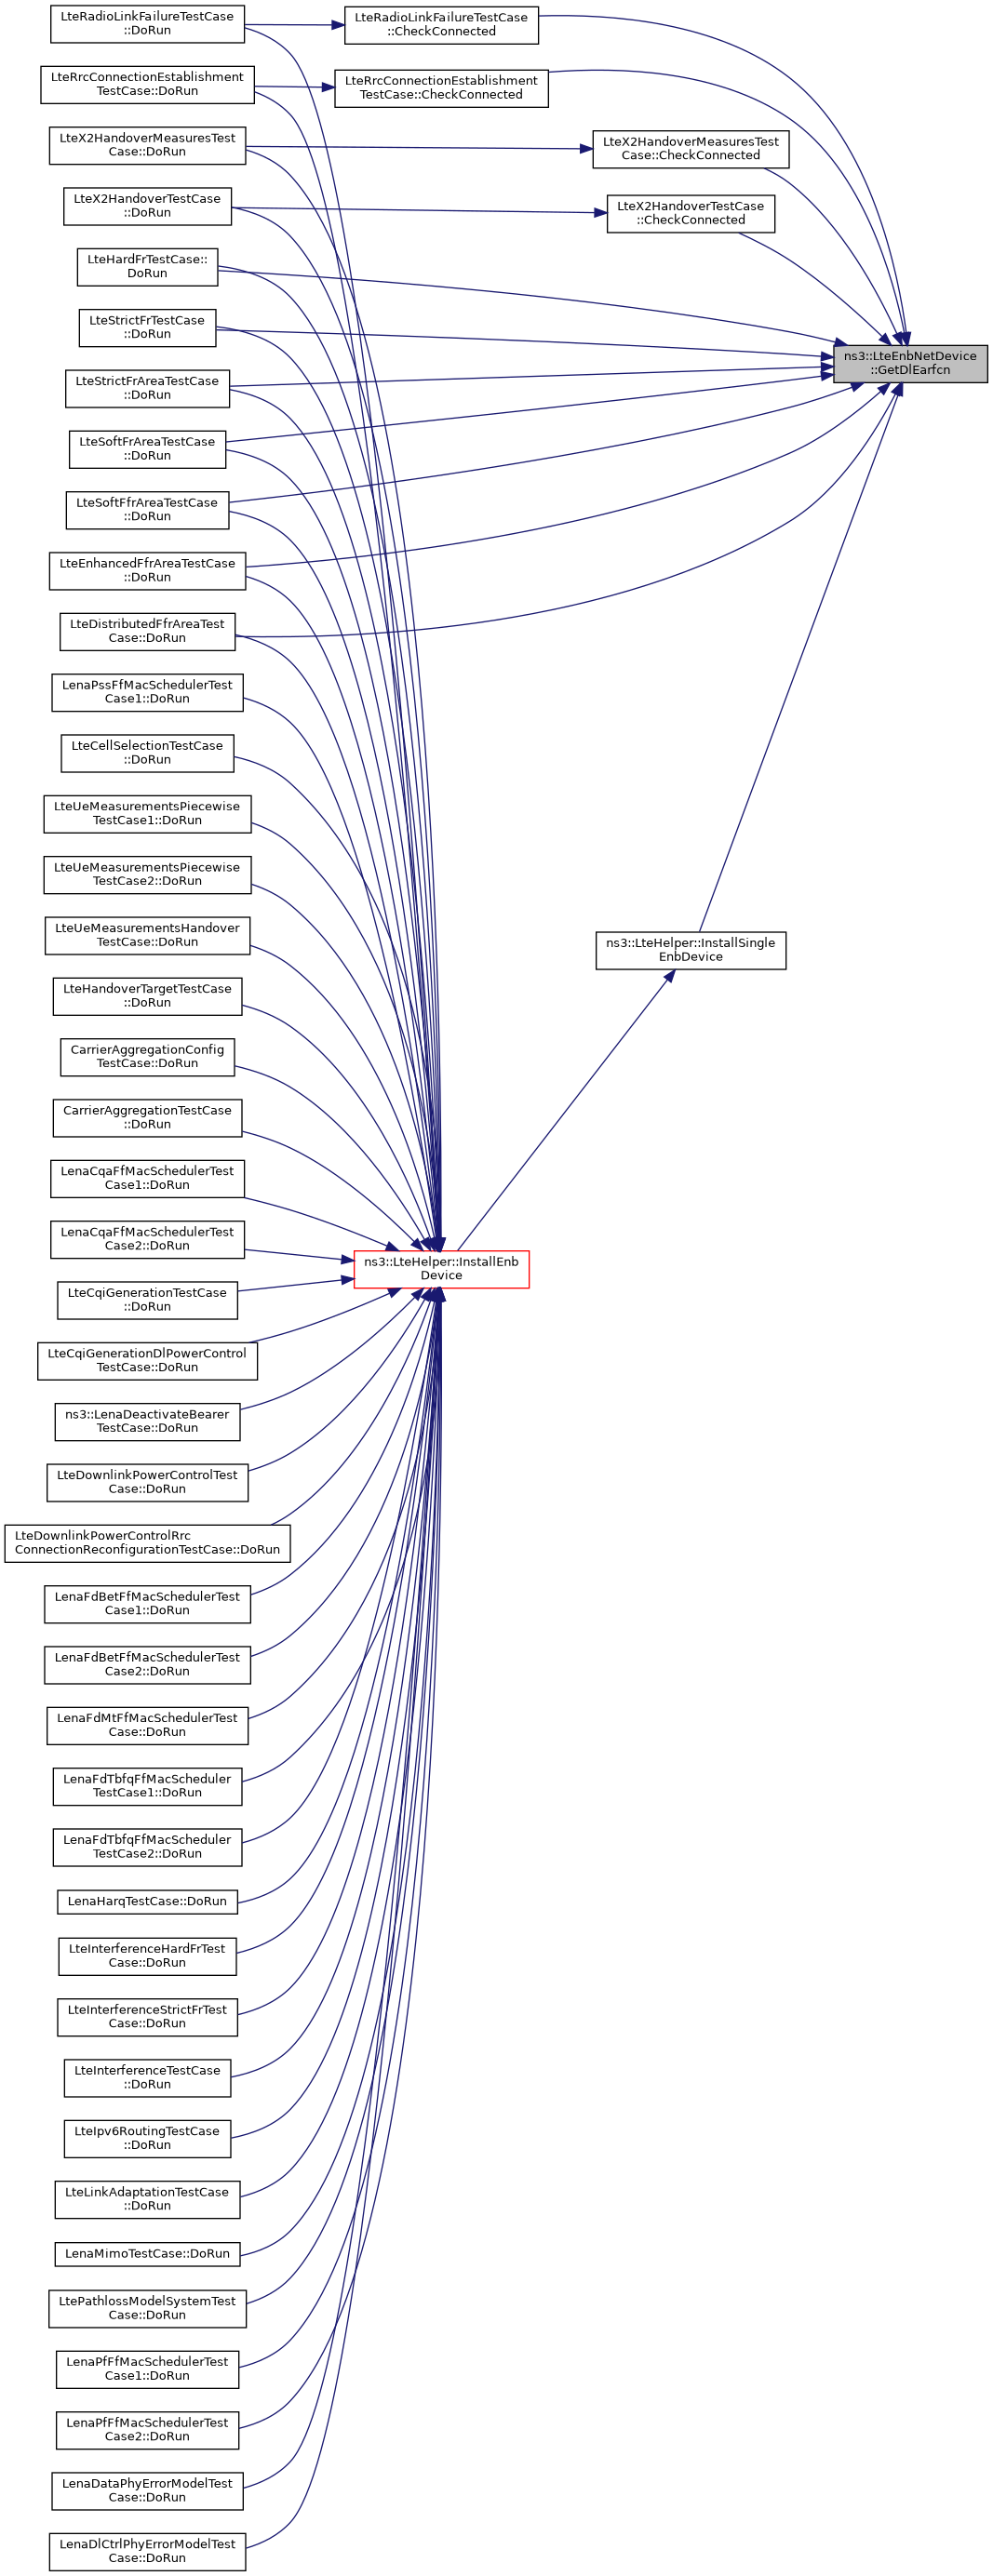 LteRadioLinkFailureTestCase
::DoRun
LteRadioLinkFailureTestCase
::CheckConnected
LteRrcConnectionEstablishment
TestCase::DoRun
LteRrcConnectionEstablishment
TestCase::CheckConnected
LteX2HandoverMeasuresTest
Case::DoRun
LteX2HandoverMeasuresTest
Case::CheckConnected
LteX2HandoverTestCase
::DoRun
LteX2HandoverTestCase
::CheckConnected
LteHardFrTestCase::
DoRun
LteStrictFrTestCase
::DoRun
ns3::LteEnbNetDevice
::GetDlEarfcn
LteStrictFrAreaTestCase
::DoRun
LteSoftFrAreaTestCase
::DoRun
LteSoftFfrAreaTestCase
::DoRun
LteEnhancedFfrAreaTestCase
::DoRun
LteDistributedFfrAreaTest
Case::DoRun
LenaPssFfMacSchedulerTest
Case1::DoRun
LteCellSelectionTestCase
::DoRun
LteUeMeasurementsPiecewise
TestCase1::DoRun
LteUeMeasurementsPiecewise
TestCase2::DoRun
LteUeMeasurementsHandover
TestCase::DoRun
ns3::LteHelper::InstallSingle
EnbDevice
LteHandoverTargetTestCase
::DoRun
CarrierAggregationConfig
TestCase::DoRun
CarrierAggregationTestCase
::DoRun
LenaCqaFfMacSchedulerTest
Case1::DoRun
LenaCqaFfMacSchedulerTest
Case2::DoRun
ns3::LteHelper::InstallEnb
Device
LteCqiGenerationTestCase
::DoRun
LteCqiGenerationDlPowerControl
TestCase::DoRun
ns3::LenaDeactivateBearer
TestCase::DoRun
LteDownlinkPowerControlTest
Case::DoRun
LteDownlinkPowerControlRrc
ConnectionReconfigurationTestCase::DoRun
LenaFdBetFfMacSchedulerTest
Case1::DoRun
LenaFdBetFfMacSchedulerTest
Case2::DoRun
LenaFdMtFfMacSchedulerTest
Case::DoRun
LenaFdTbfqFfMacScheduler
TestCase1::DoRun
LenaFdTbfqFfMacScheduler
TestCase2::DoRun
LenaHarqTestCase::DoRun
LteInterferenceHardFrTest
Case::DoRun
LteInterferenceStrictFrTest
Case::DoRun
LteInterferenceTestCase
::DoRun
LteIpv6RoutingTestCase
::DoRun
LteLinkAdaptationTestCase
::DoRun
LenaMimoTestCase::DoRun
LtePathlossModelSystemTest
Case::DoRun
LenaPfFfMacSchedulerTest
Case1::DoRun
LenaPfFfMacSchedulerTest
Case2::DoRun
LenaDataPhyErrorModelTest
Case::DoRun
LenaDlCtrlPhyErrorModelTest
Case::DoRun